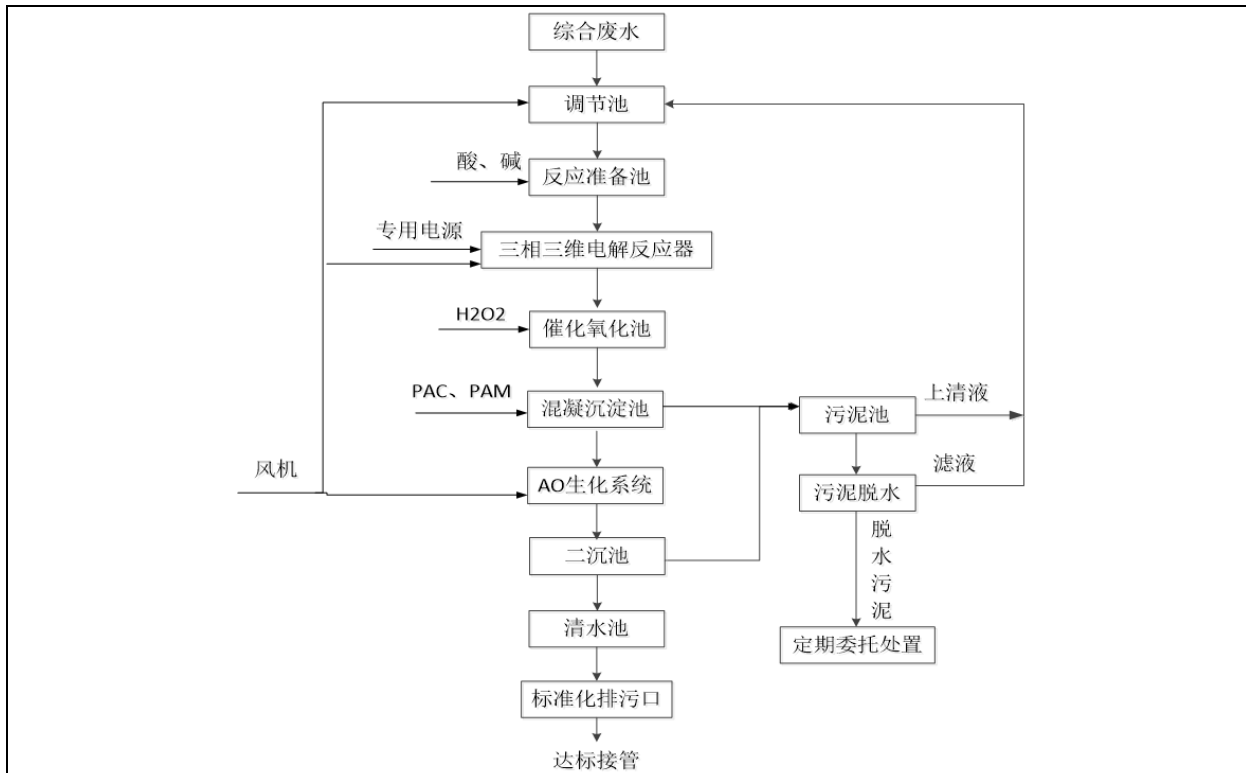 综合废水
调节池
酸、碱
反应准备池
专用电源
三相三维电解反应器
H2O2
催化氧化池
PAC、PAM
混凝沉淀池
污泥池
上清液
风机
AO生化系统
污泥脱水
滤液
二沉池
脱水污泥
清水池
定期委托处置
标准化排污口
达标接管